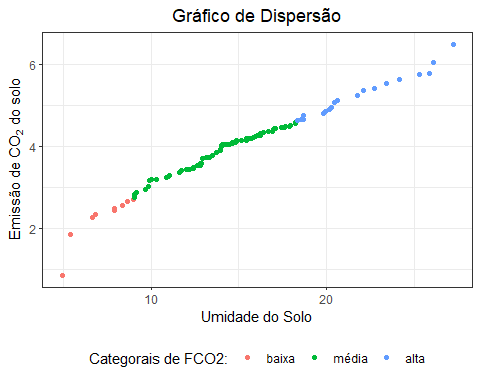 Gráfico de Dispersão
Emissão de CO₂ do solo
6
4
2
10
20
Umidade do Solo
Categorais de FCO2:
baixa
média
alta